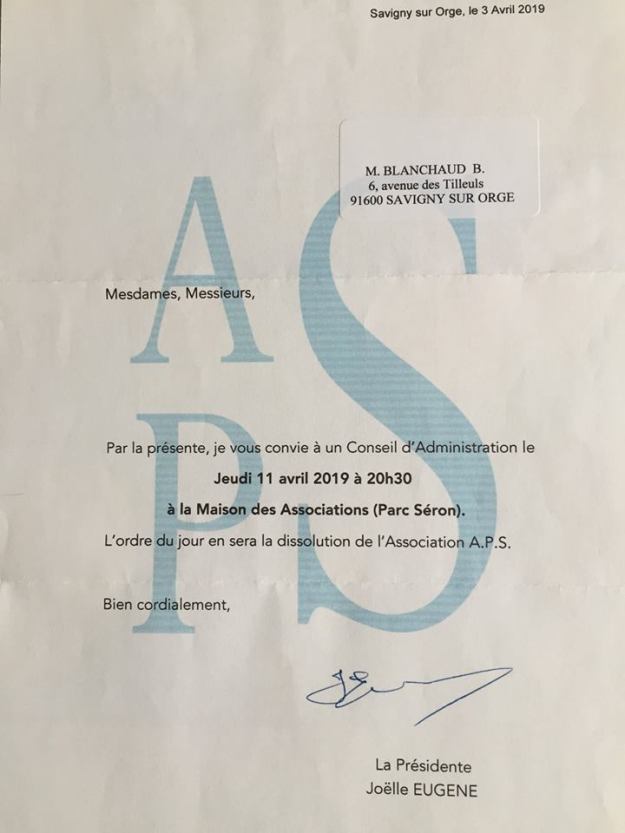 Savigny sur Orge, le 3 Avril 2019
M. BLANCHAUD B.
6, avenue des Tilleuls
91600 SAVIGNY SUR ORGE
A S
Mesdames, Messieurs,
Par la présente, je vous convie à un Conseil d'Administration le
Jeudi 11 avril 2019 à 20h30
à la Maison des Associations (Parc Séron).
L'ordre du jour en sera la dissolution de l'Association A.P.S.
P
Bien cordialement,
La Présidente
Joëlle EUGENE